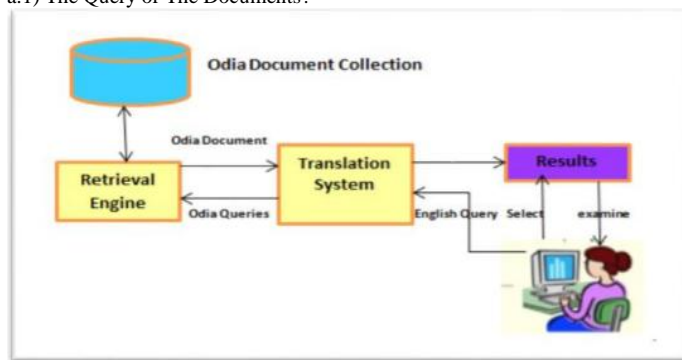 a.1) The Query or The Documents?
Odia Document Collection
Odia Document
Retrieval
Engine
Translation
System
Results
Odia Queries
English Query
Select
examine